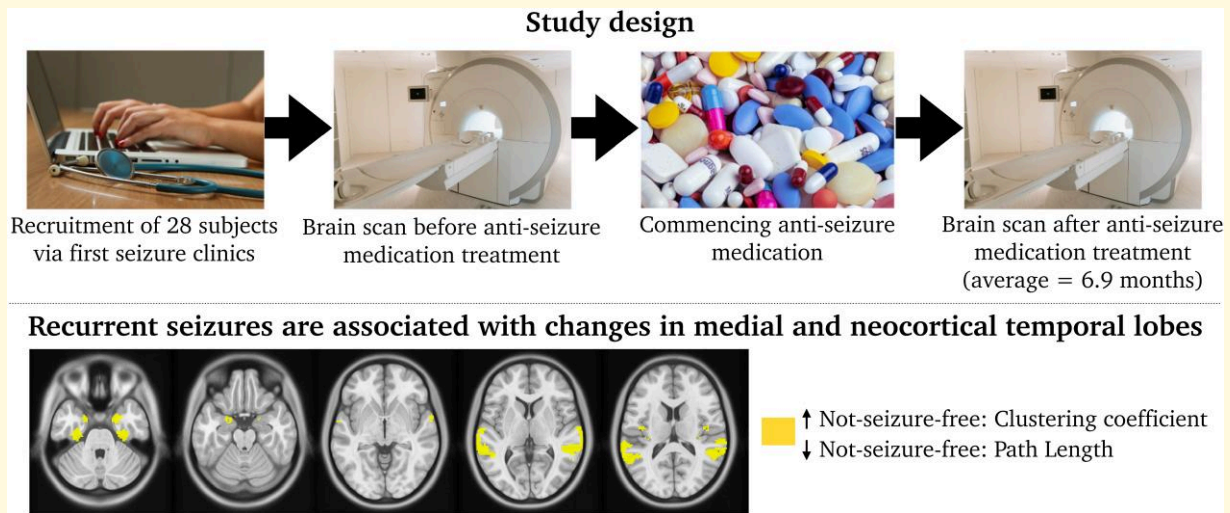 Study design
Recruitment of 28 subjects
via first seizure clinics
Brain scan before anti-seizure
medication treatment
Commencing anti-seizure
medication
Brain scan after anti-seizure
medication treatment
(average = 6.9 months)
Recurrent seizures are associated with changes in medial and neocortical temporal lobes
↑ Not-seizure-free: Clustering coefficient
↓ Not-seizure-free: Path Length